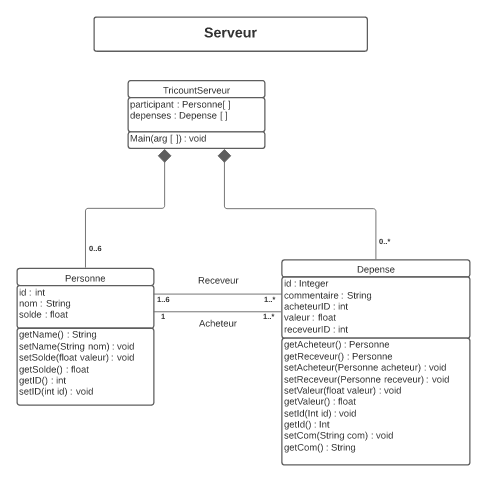 Serveur
TricountServeur
participant : Personne[ ]
depenses : Depense [ ]
Main(arg [ ]) : void
0..6
0..*
Personne
id : int
nom : String
solde : float
getName() : String
setName(String nom) : void
setSolde(float valeur) : void
getSolde() : float
getID() : int
setID(int id) : void
Receveur
1..6
1..*
1
1..*
Acheteur
Depense
id : Integer
commentaire : String
acheteurID : int
valeur : float
receveurID : int
getAcheteur() : Personne
getReceveur() : Personne
setAcheteur(Personne acheteur) : void
setReceveur(Personne receveur) : void
setValeur(float valeur) : void
getValeur() : float
setId(Int id) : void
getId() : Int
setCom(String com) : void
getCom() : String